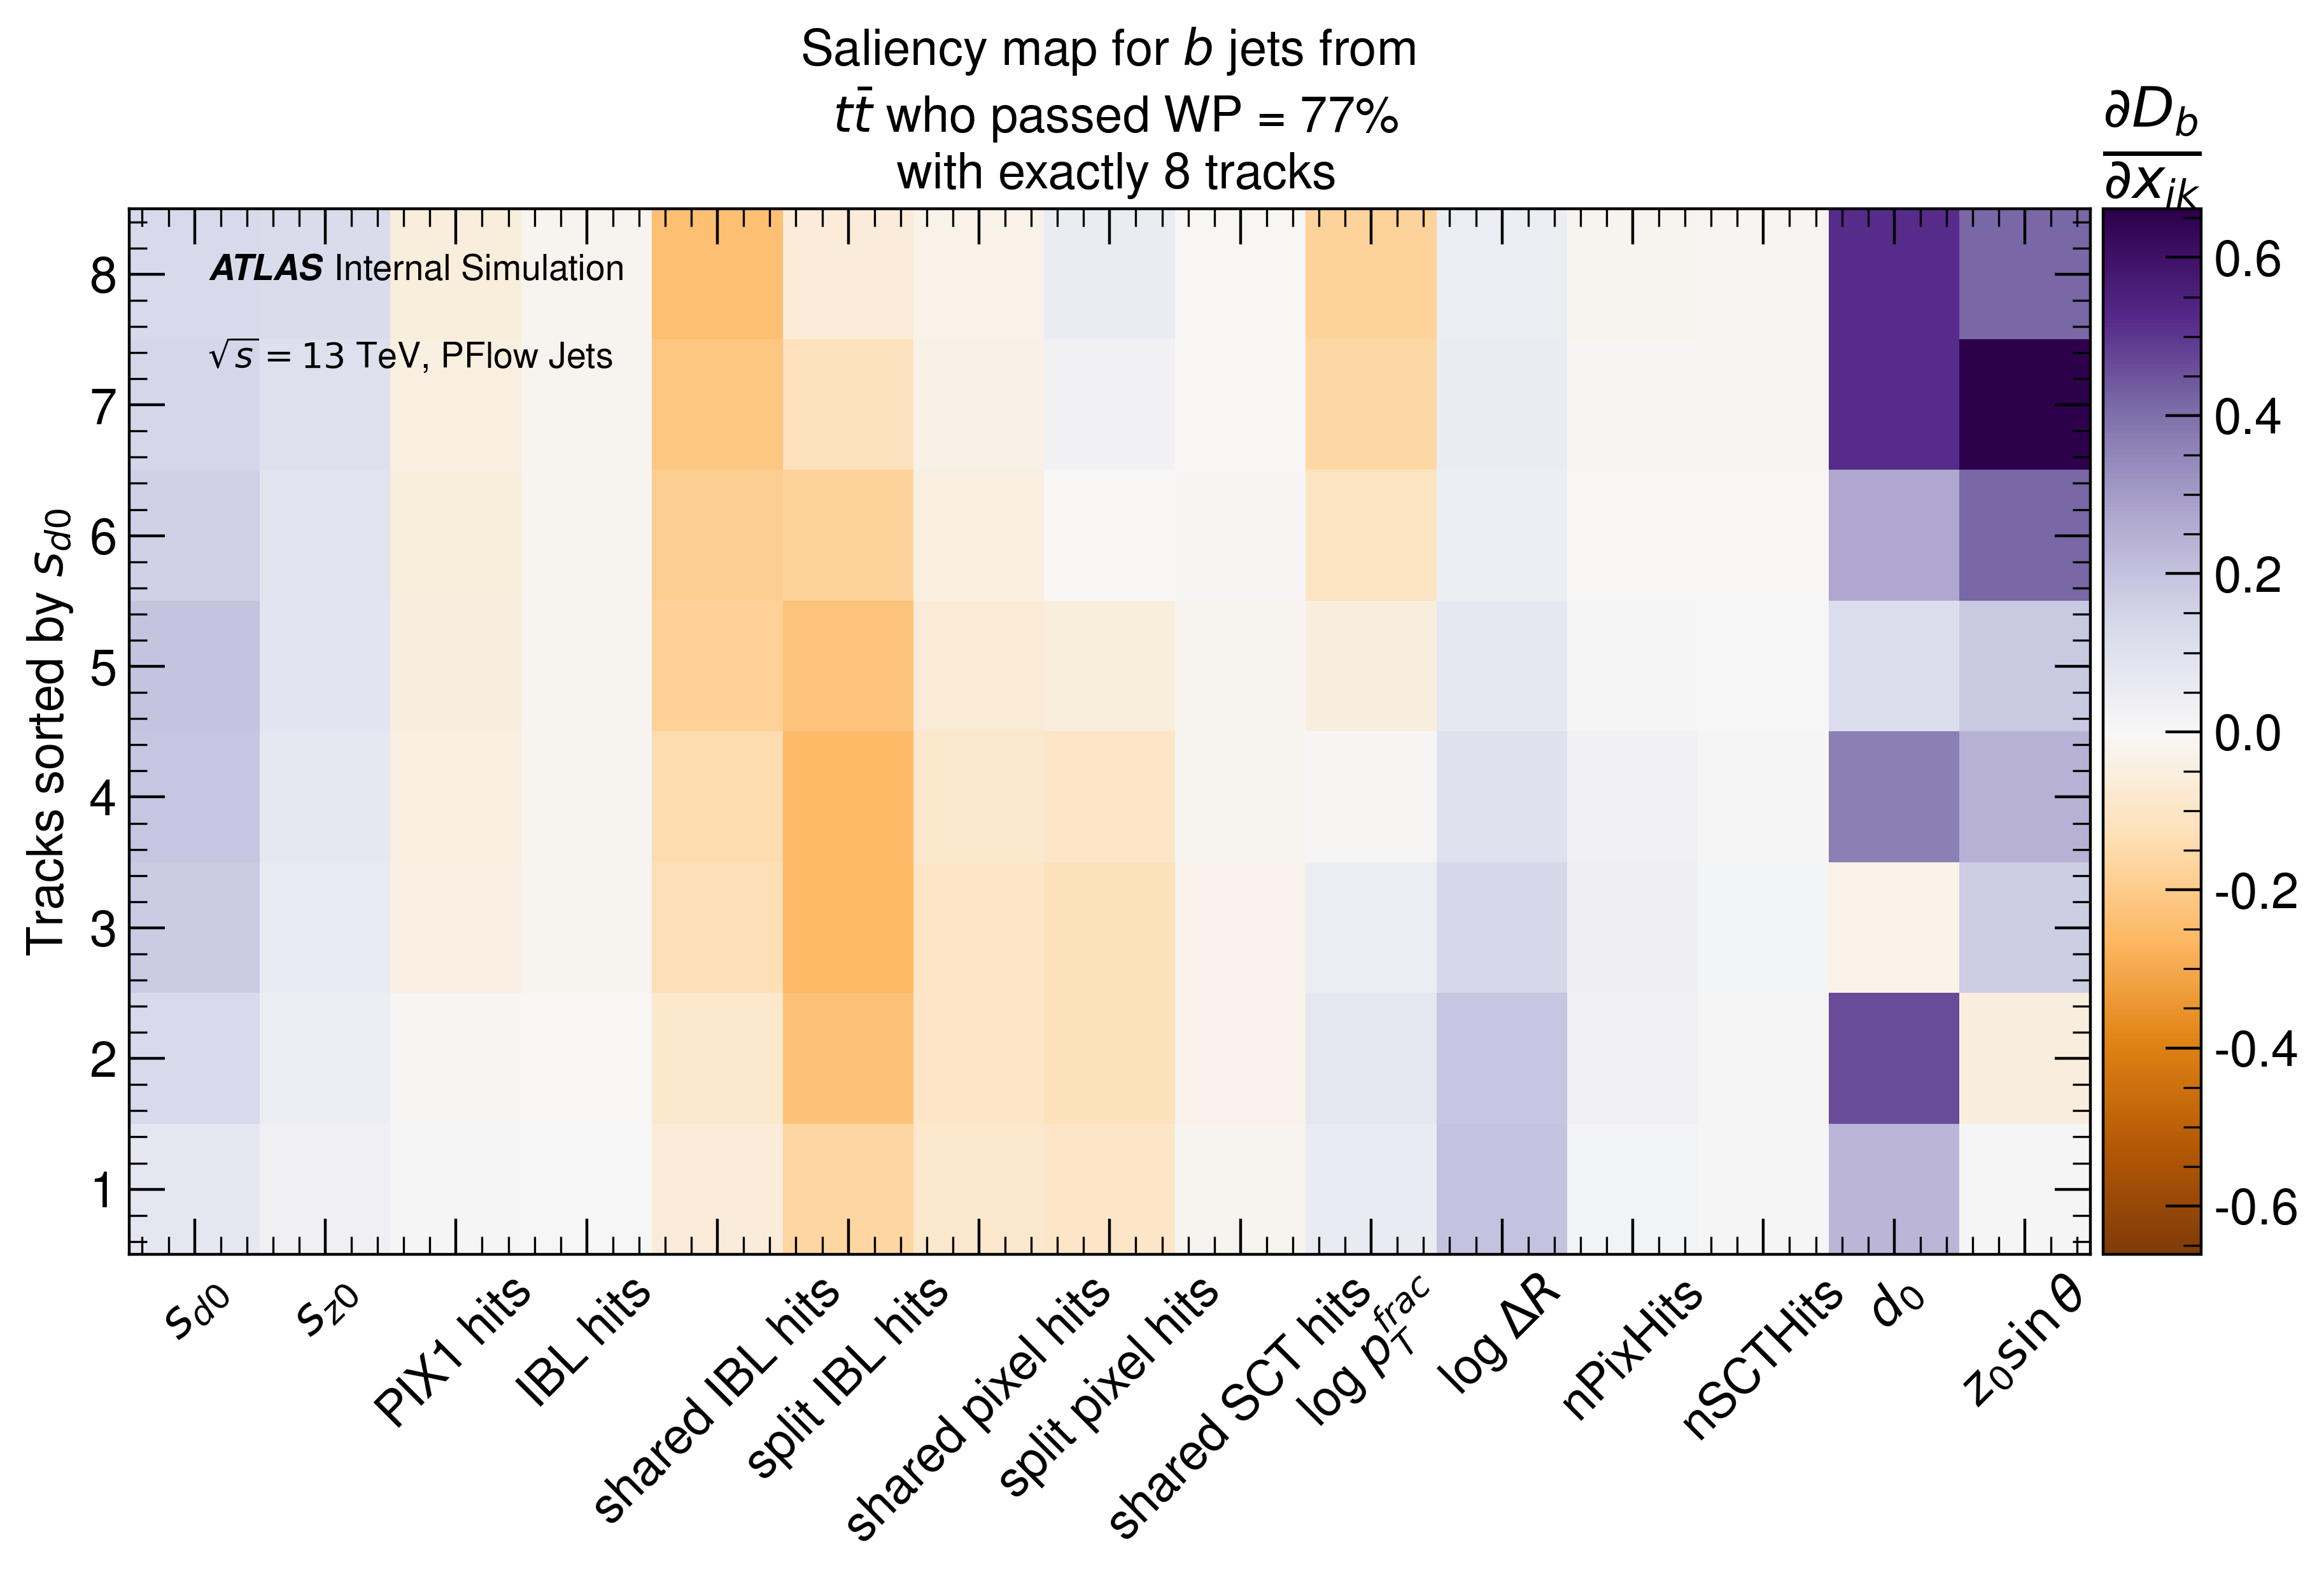 Saliency map for b jets from
tt̄ who passed WP = 77%
with exactly 8 tracks
∂D_b
∂x_ik
ATLAS Internal Simulation
√s = 13 TeV, PFlow Jets
Tracks sorted by s_d0
8
7
6
5
4
3
2
1
s_d0
s_z0
PIX1 hits
IBL hits
shared IBL hits
split IBL hits
shared pixel hits
split pixel hits
shared SCT hits
log p_T^frac
log ΔR
nPixHits
nSCTHits
d_0
z_0 sin θ
0.6
0.4
0.2
0.0
-0.2
-0.4
-0.6